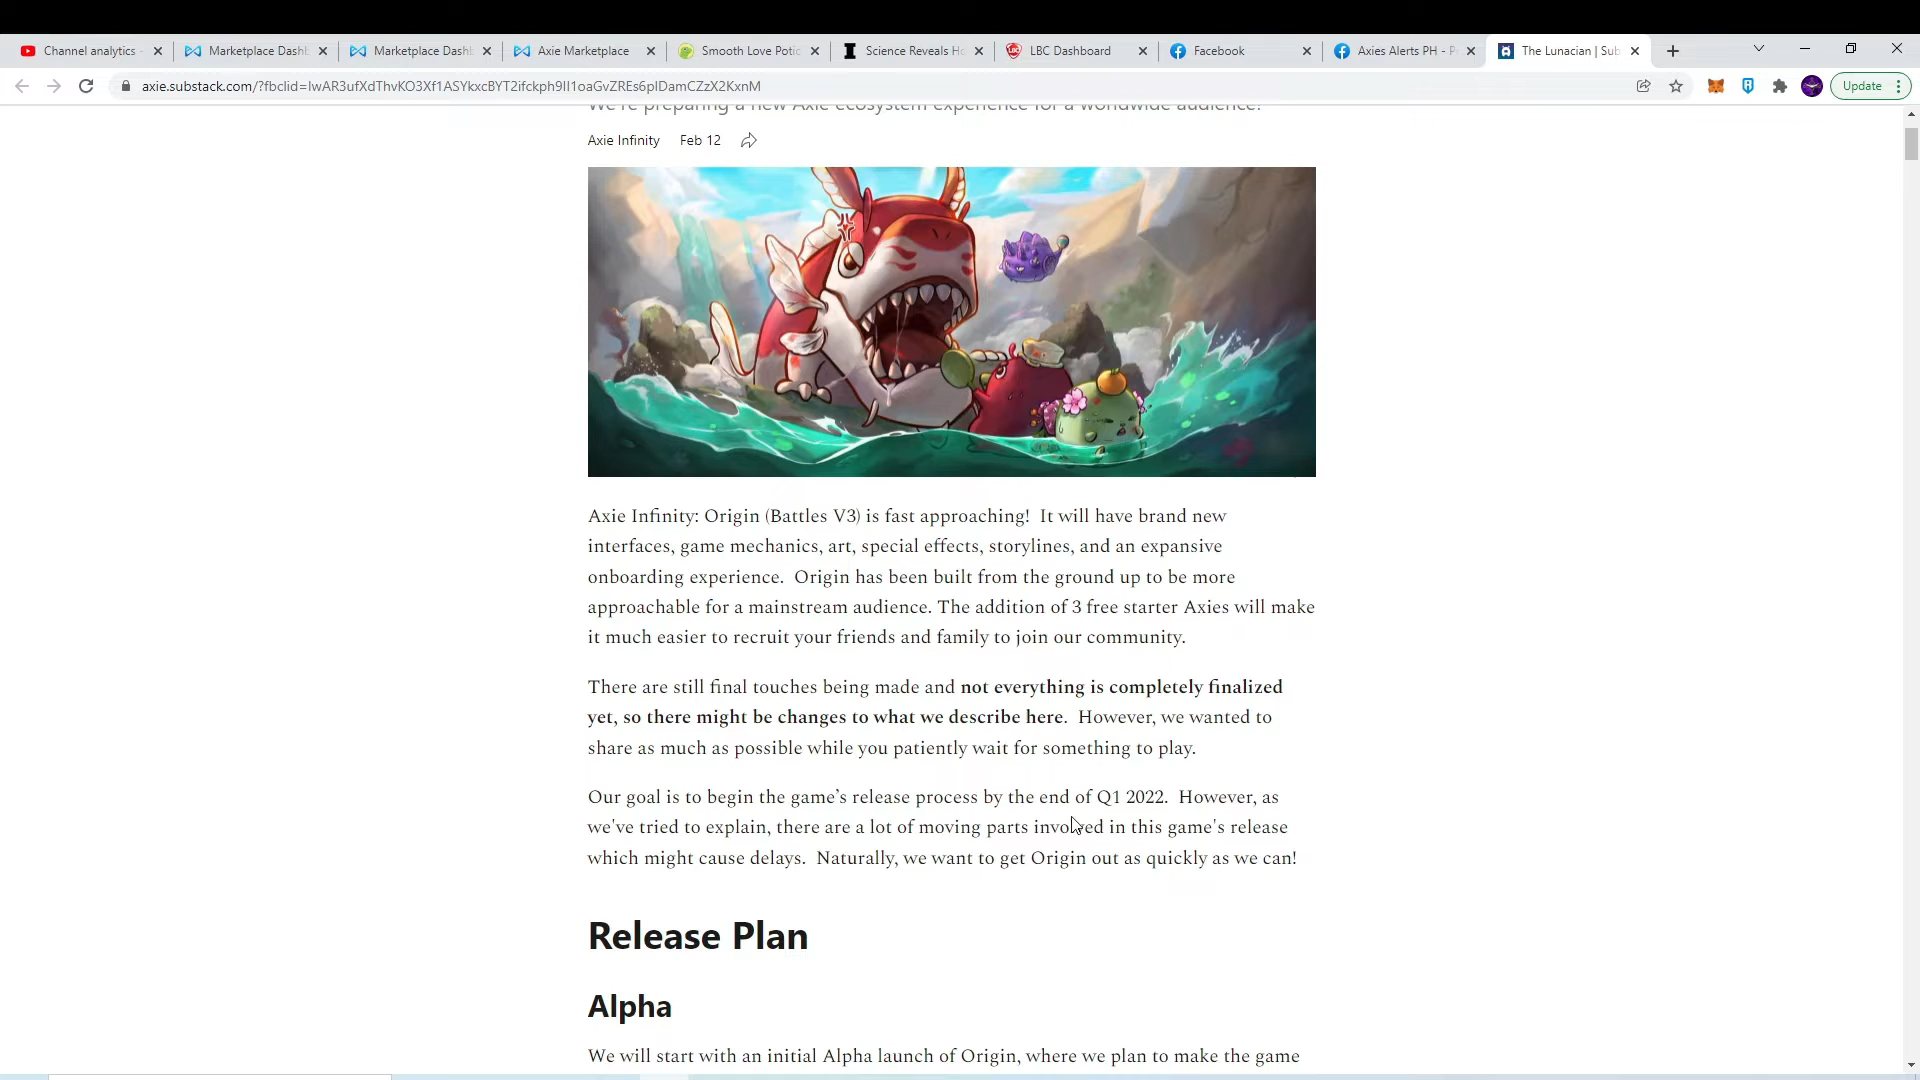 Channel analytics
Marketplace Dashb
Marketplace Dashb
Axie Marketplace
Smooth Love Potio
Science Reveals Ho
LBC Dashboard
Facebook
Axies Alerts PH - P
The Lunacian | Sub
axie.substack.com/?fbclid=IwAR3ufXdThvKO3Xf1ASYkxcBYT2ifckph9Il1oaGvZREs6pIDamCZzX2KxnM
Update
We're preparing a new Axie ecosystem experience for a worldwide audience!
Axie Infinity Feb 12
Axie Infinity: Origin (Battles V3) is fast approaching! It will have brand new
interfaces, game mechanics, art, special effects, storylines, and an expansive
onboarding experience. Origin has been built from the ground up to be more
approachable for a mainstream audience. The addition of 3 free starter Axies will make
it much easier to recruit your friends and family to join our community.
There are still final touches being made and not everything is completely finalized
yet, so there might be changes to what we describe here. However, we wanted to
share as much as possible while you patiently wait for something to play.
Our goal is to begin the game's release process by the end of Q1 2022. However, as
we've tried to explain, there are a lot of moving parts involved in this game's release
which might cause delays. Naturally, we want to get Origin out as quickly as we can!
Release Plan
Alpha
We will start with an initial Alpha launch of Origin, where we plan to make the game